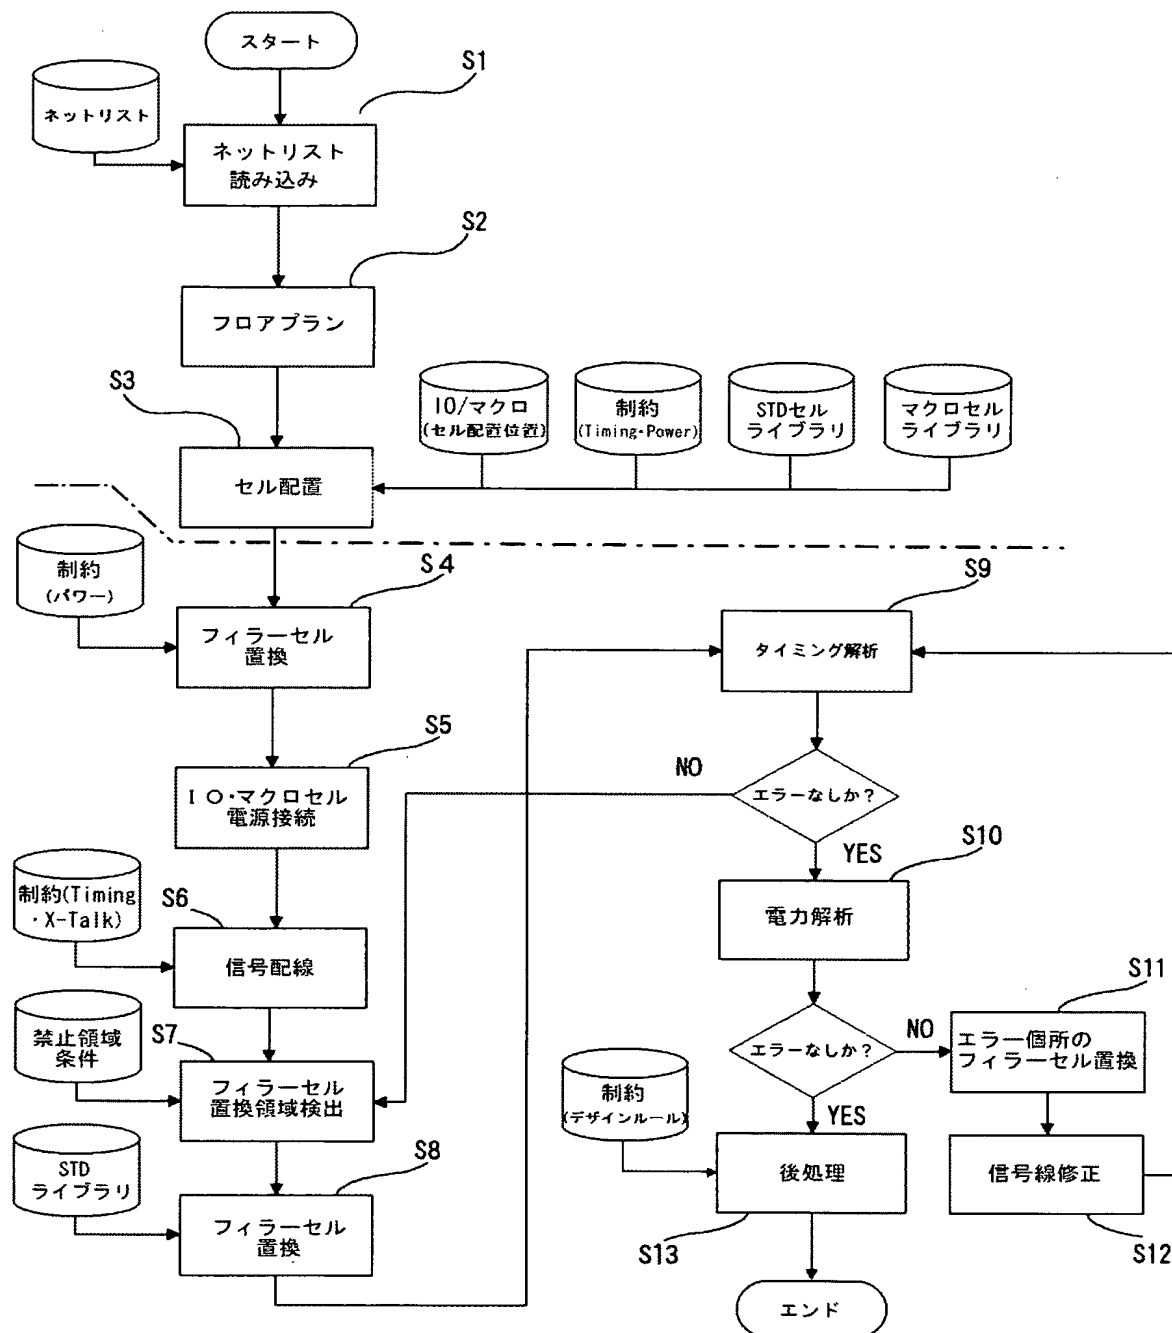 スタート
S1
ネットリスト
ネットリスト
読み込み
S2
フロアプラン
S3
IO/マクロ
(セル配置位置)
制約
(Timing・Power)
STDセル
ライブラリ
マクロセル
ライブラリ
セル配置
制約
(パワー)
S4
フィラーセル
置換
S5
IO・マクロセル
電源接続
制約(Timing
・X-Talk)
S6
信号配線
禁止領域
条件
S7
フィラーセル
置換領域検出
STD
ライブラリ
S8
フィラーセル
置換
S9
タイミング解析
NO
エラーなしか?
YES
S10
電力解析
エラーなしか?
NO
S11
エラー個所の
フィラーセル置換
制約
(デザインルール)
YES
後処理
信号線修正
S13
S12
エンド